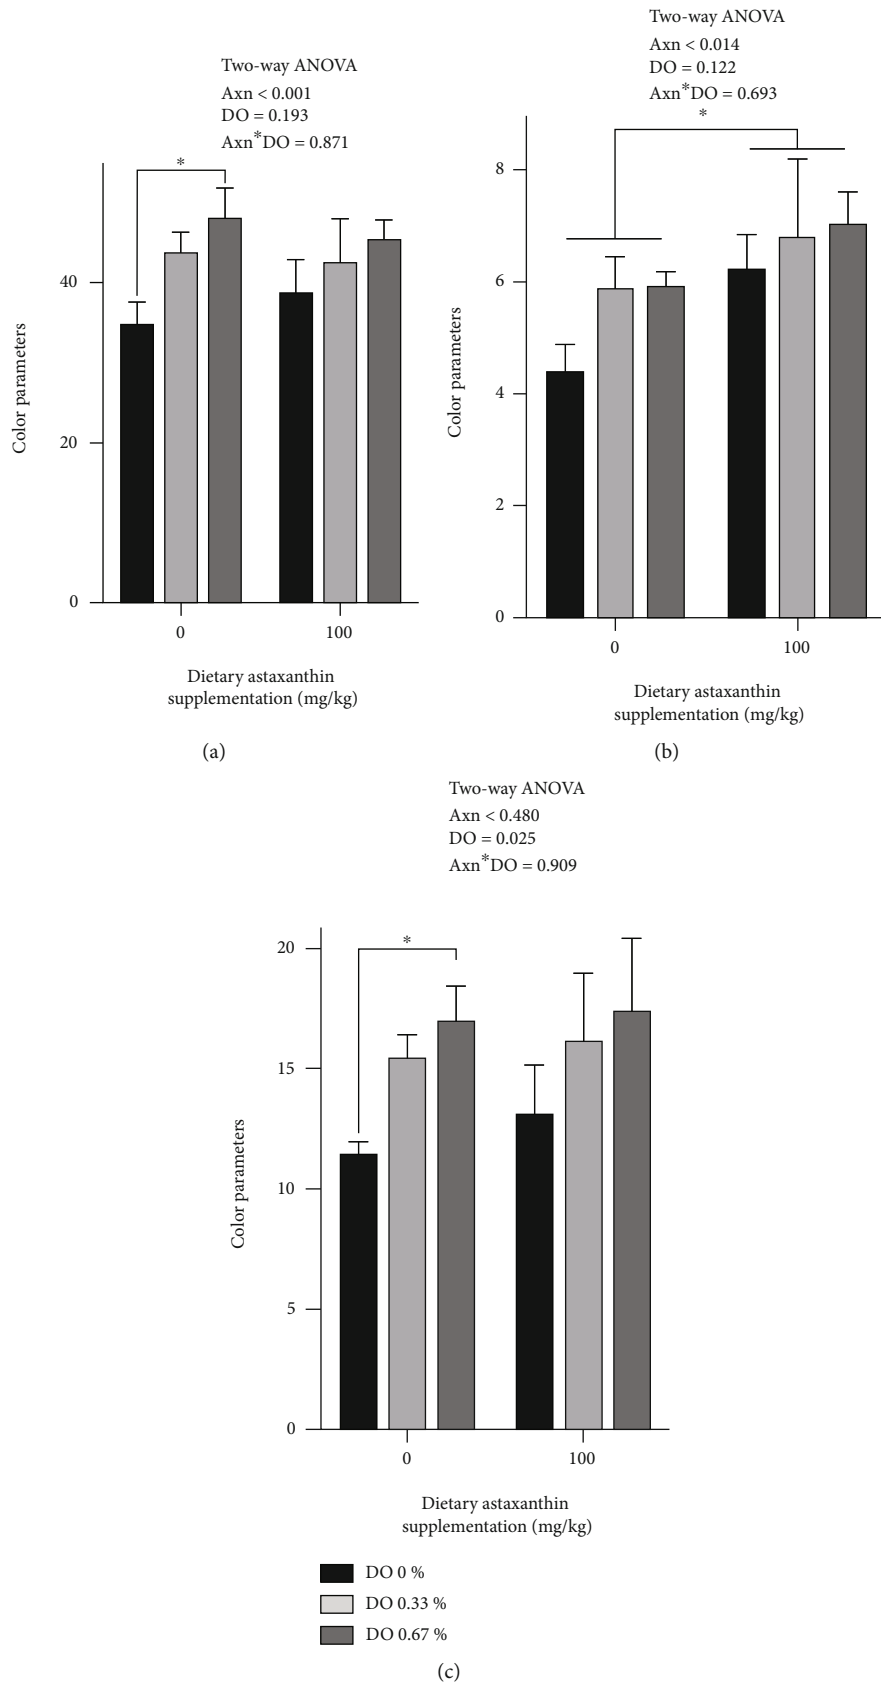 Two-way ANOVA
Axn < 0.001
DO = 0.193
Axn*DO = 0.871
*
40
20
0
Color parameters
0 100
Dietary astaxanthin
supplementation (mg/kg)
(a)
Two-way ANOVA
Axn < 0.014
DO = 0.122
Axn*DO = 0.693
*
8
6
4
2
0
Color parameters
0 100
Dietary astaxanthin
supplementation (mg/kg)
(b)
Two-way ANOVA
Axn < 0.480
DO = 0.025
Axn*DO = 0.909
*
20
15
10
5
0
Color parameters
0 100
Dietary astaxanthin
supplementation (mg/kg)
DO 0 %
DO 0.33 %
DO 0.67 %
(c)